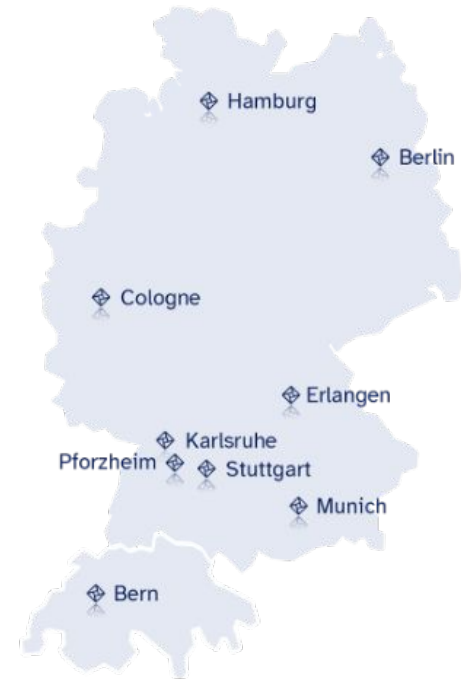 Hamburg
Berlin
Cologne
Erlangen
Karlsruhe
Pforzheim
Stuttgart
Munich
Bern